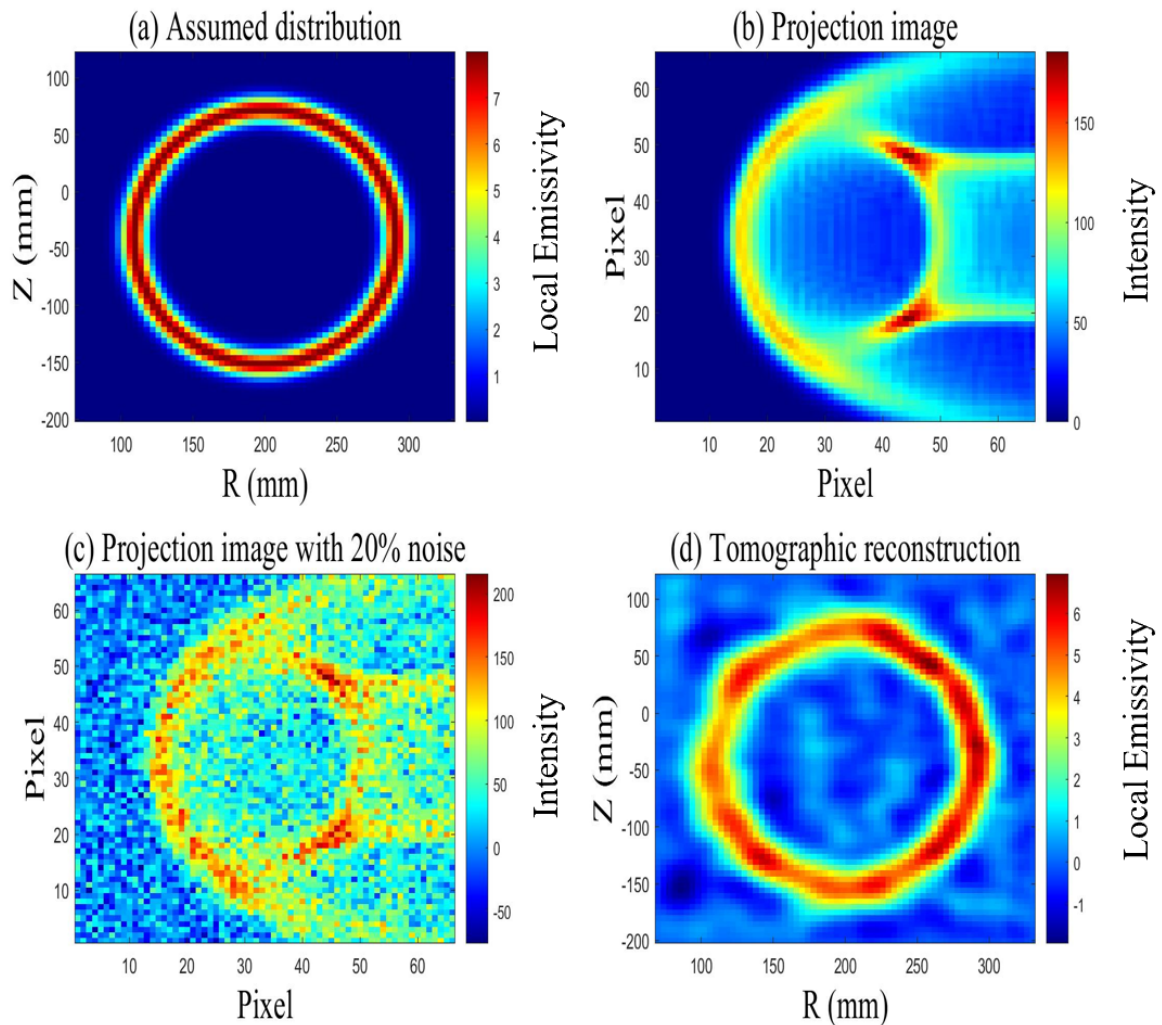 (a) Assumed distribution
100
50
0
-50
-100
-150
-200
Z (mm)
100 150 200 250 300
R (mm)
7
6
5
4
3
2
1
Local Emissivity
(b) Projection image
60
50
40
30
20
10
Pixel
10 20 30 40 50 60
Pixel
150
100
50
0
Intensity
(c) Projection image with 20% noise
60
50
40
30
20
10
Pixel
10 20 30 40 50 60
Pixel
200
150
100
50
0
-50
Intensity
(d) Tomographic reconstruction
100
50
0
-50
-100
-150
-200
Z (mm)
100 150 200 250 300
R (mm)
6
5
4
3
2
1
0
-1
Local Emissivity